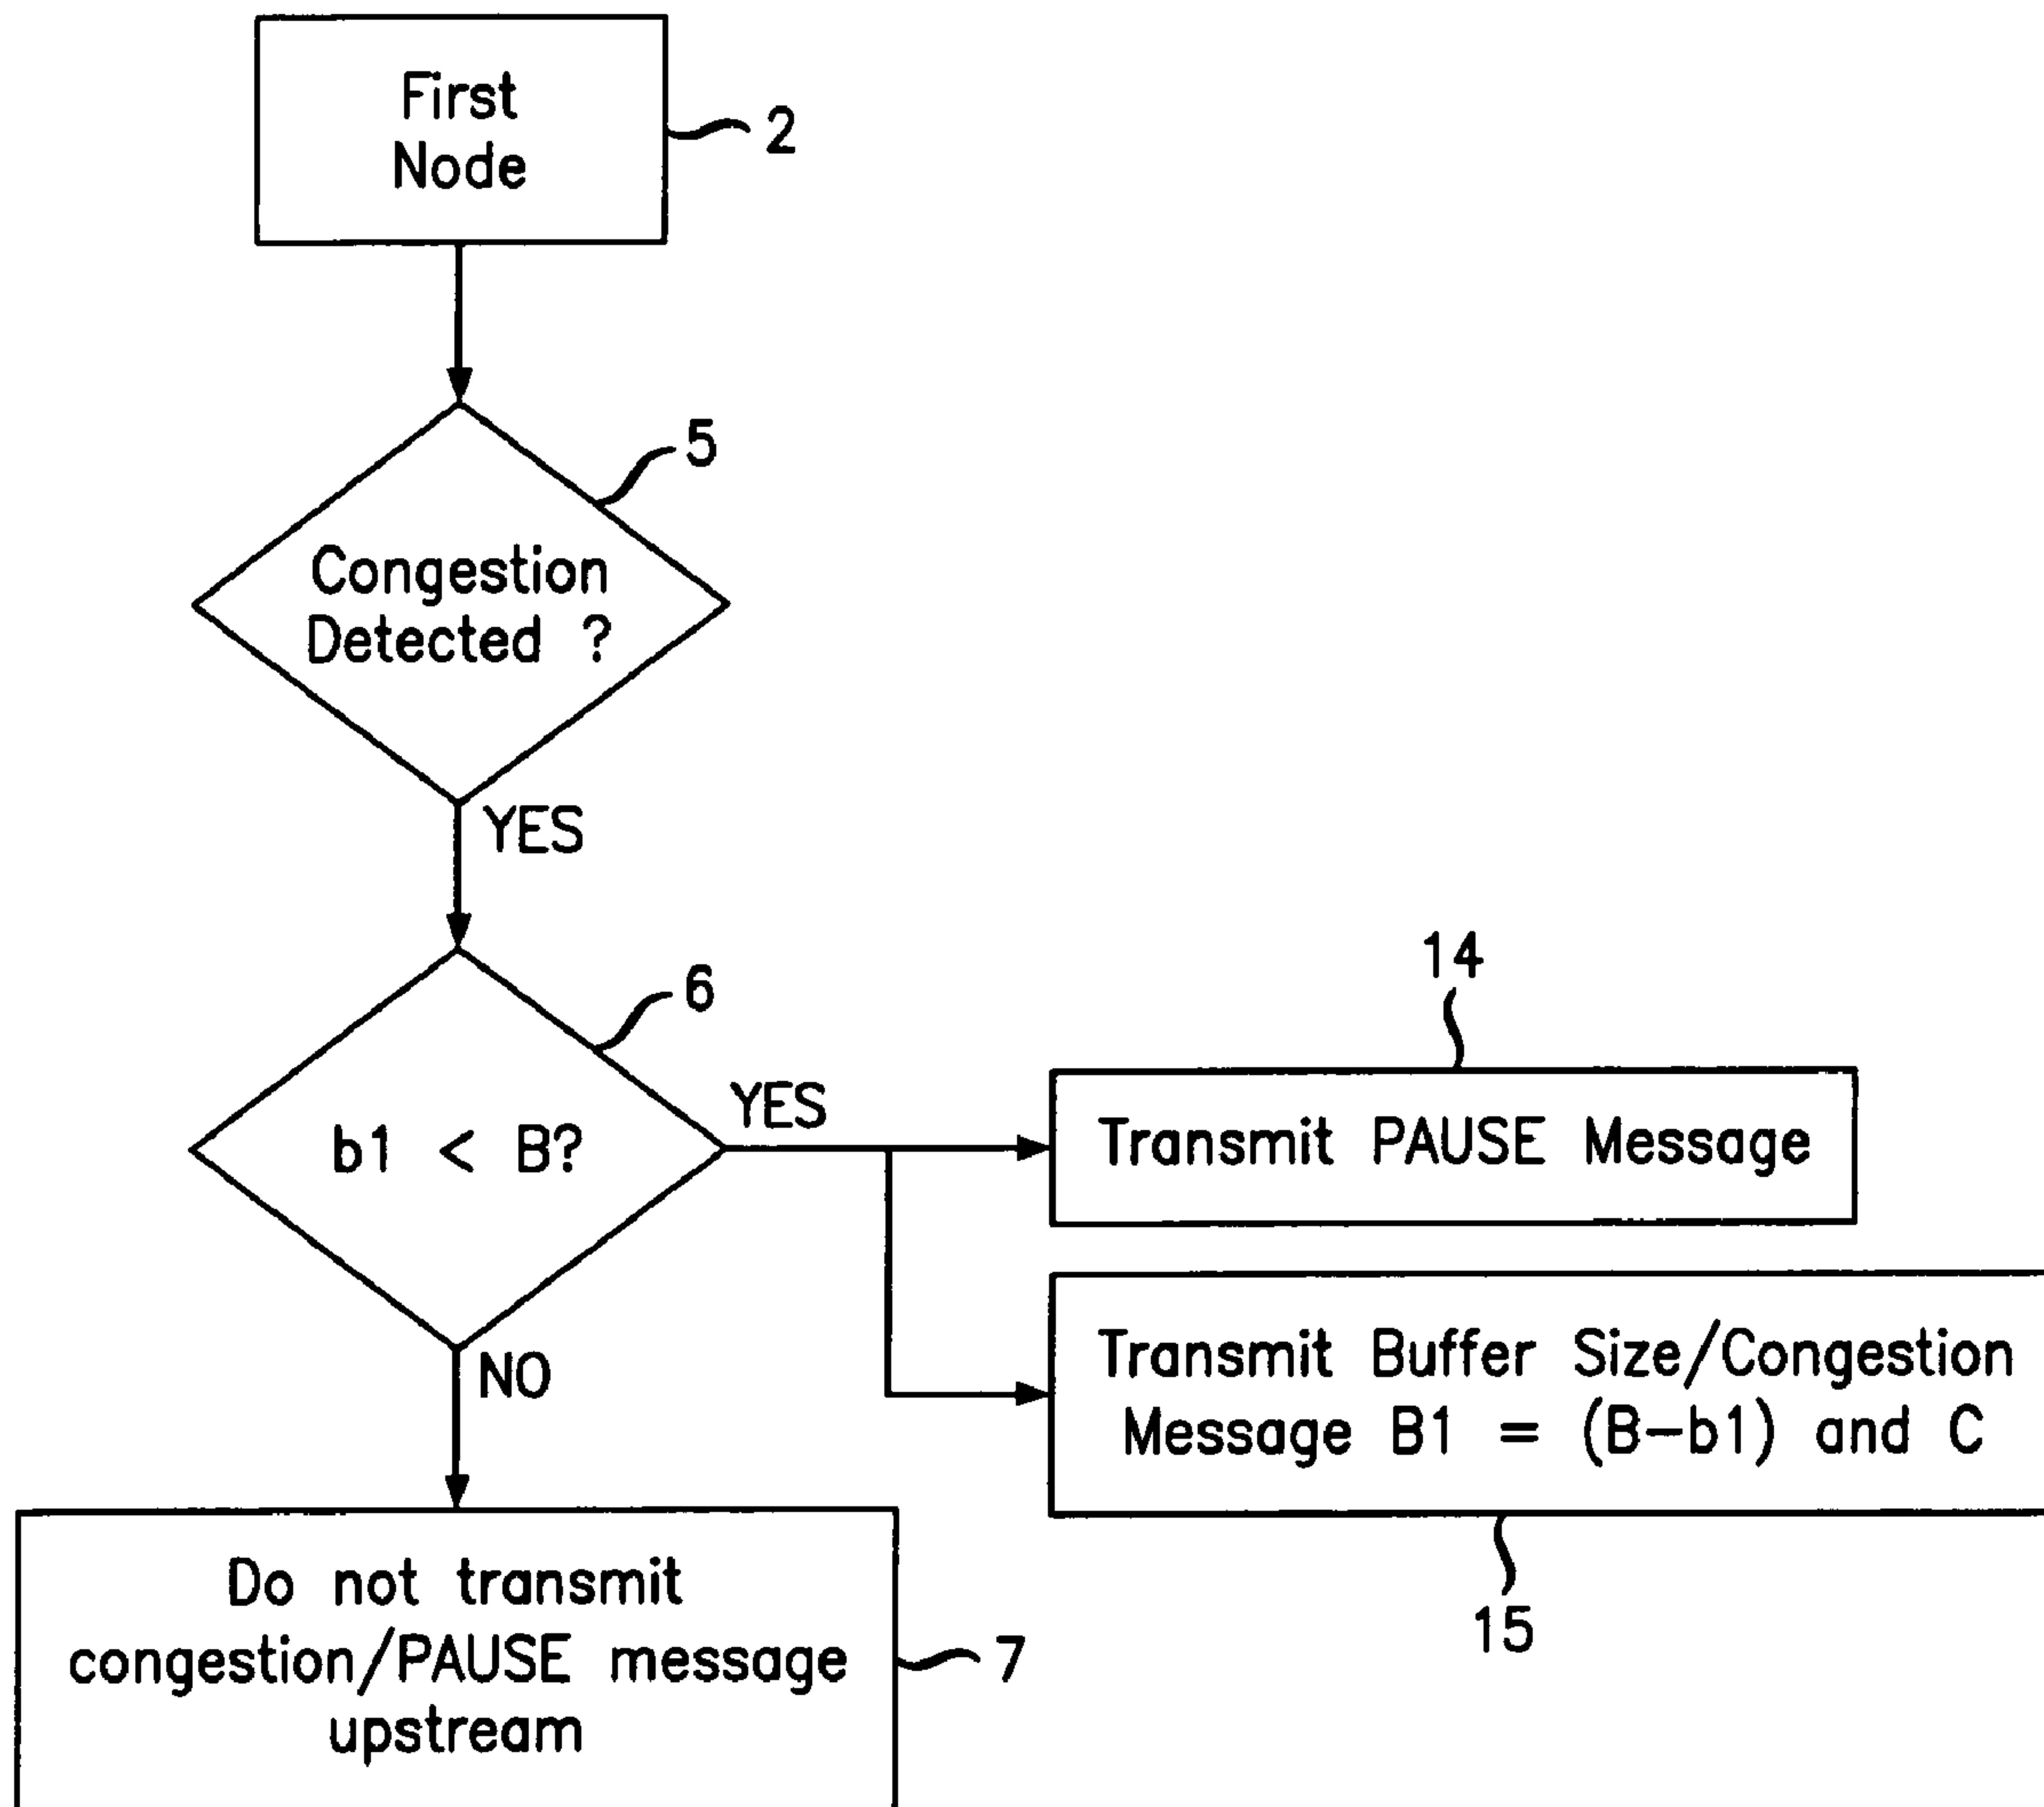 First
Node
2
5
Congestion
Detected ?
YES
6
b1 < B?
YES
14
Transmit PAUSE Message
Transmit Buffer Size/Congestion
Message B1 = (B-b1) and C
15
NO
Do not transmit
congestion/PAUSE message
upstream
7